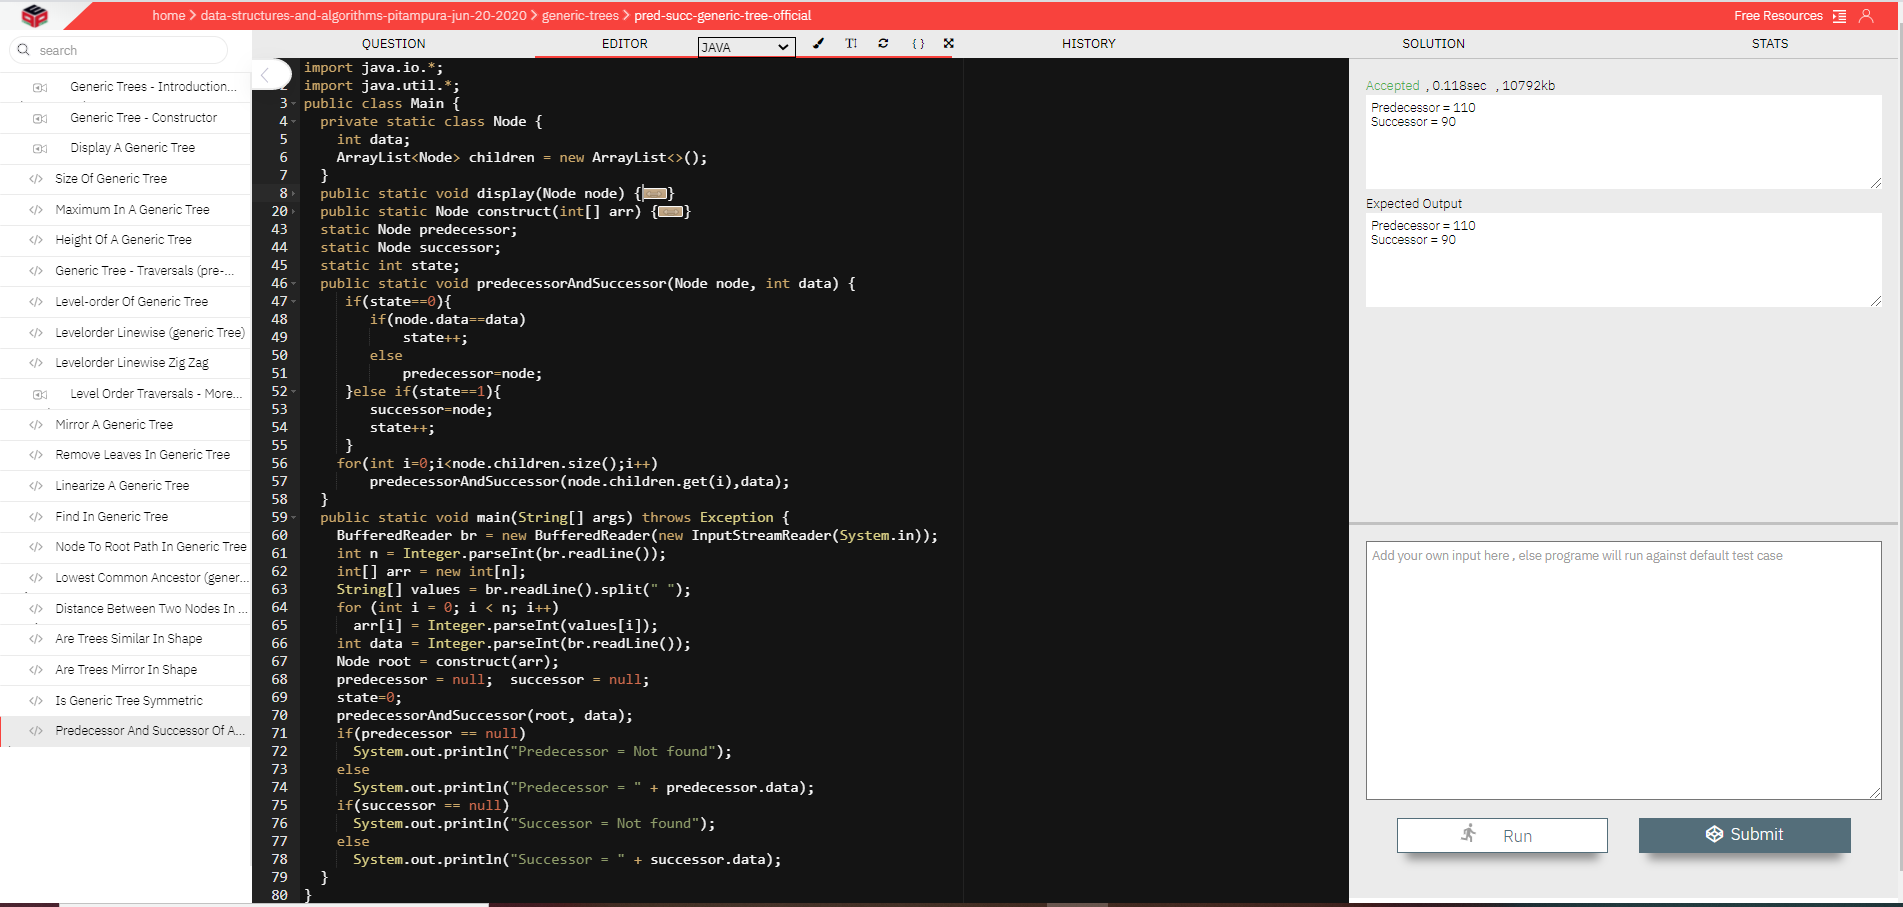 home > data-structures-and-algorithms-pitampura-jun-20-2020 > generic-trees > pred-succ-generic-tree-official
Free Resources
search
Generic Trees - Introduction...
Generic Tree - Constructor
Display A Generic Tree
</> Size Of Generic Tree
</> Maximum In A Generic Tree
</> Height Of A Generic Tree
</> Generic Tree - Traversals (pre-...
</> Level-order Of Generic Tree
</> Levelorder Linewise (generic Tree)
</> Levelorder Linewise Zig Zag
Level Order Traversals - More...
</> Mirror A Generic Tree
</> Remove Leaves In Generic Tree
</> Linearize A Generic Tree
</> Find In Generic Tree
</> Node To Root Path In Generic Tree
</> Lowest Common Ancestor (gener...
</> Distance Between Two Nodes In ...
</> Are Trees Similar In Shape
</> Are Trees Mirror In Shape
</> Is Generic Tree Symmetric
</> Predecessor And Successor Of A...
QUESTION EDITOR JAVA HISTORY SOLUTION STATS
import java.io.*;
import java.util.*;
3 public class Main {
4 private static class Node {
5 int data;
6 ArrayList<Node> children = new ArrayList<>();
7 }
8 public static void display(Node node) {}
20 public static Node construct(int[] arr) {}
43 static Node predecessor;
44 static Node successor;
45 static int state;
46 public static void predecessorAndSuccessor(Node node, int data) {
47 if(state==0){
48 if(node.data==data)
49 state++;
50 else
51 predecessor=node;
52 }else if(state==1){
53 successor=node;
54 state++;
55 }
56 for(int i=0;i<node.children.size();i++)
57 predecessorAndSuccessor(node.children.get(i),data);
58 }
59 public static void main(String[] args) throws Exception {
60 BufferedReader br = new BufferedReader(new InputStreamReader(System.in));
61 int n = Integer.parseInt(br.readLine());
62 int[] arr = new int[n];
63 String[] values = br.readLine().split(" ");
64 for (int i = 0; i < n; i++)
65 arr[i] = Integer.parseInt(values[i]);
66 int data = Integer.parseInt(br.readLine());
67 Node root = construct(arr);
68 predecessor = null; successor = null;
69 state=0;
70 predecessorAndSuccessor(root, data);
71 if(predecessor == null)
72 System.out.println("Predecessor = Not found");
73 else
74 System.out.println("Predecessor = " + predecessor.data);
75 if(successor == null)
76 System.out.println("Successor = Not found");
77 else
78 System.out.println("Successor = " + successor.data);
79 }
80 }
Accepted , 0.118sec , 10792kb
Predecessor = 110
Successor = 90
Expected Output
Predecessor = 110
Successor = 90
Add your own input here , else programe will run against default test case
Run
Submit